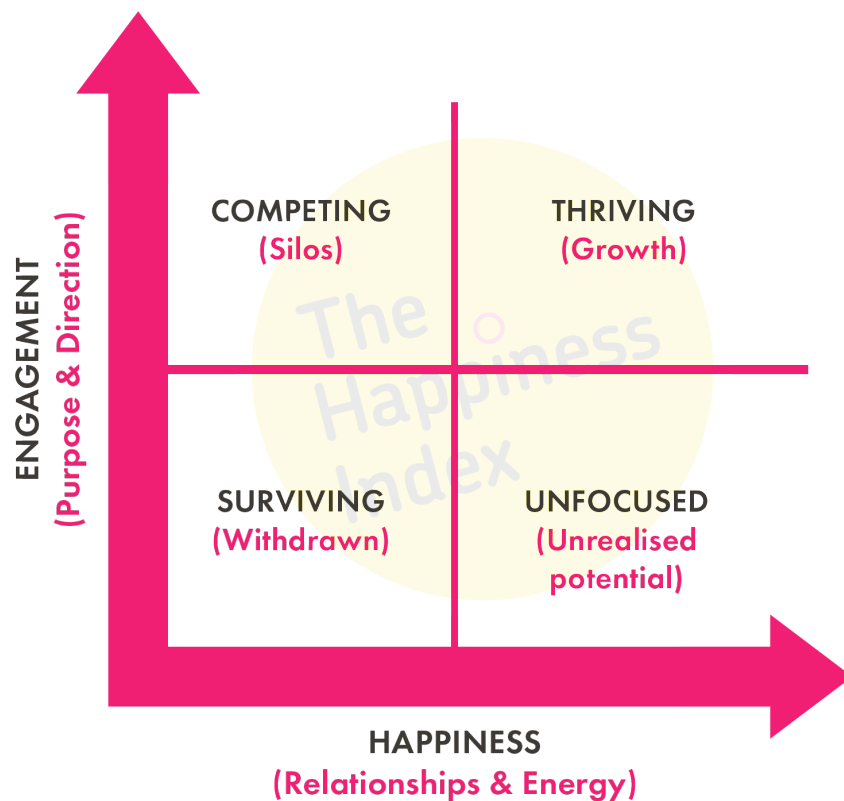 COMPETING
(Silos)
THRIVING
(Growth)
The
Happiness
Index
SURVIVING
(Withdrawn)
UNFOCUSED
(Unrealised
potential)
ENGAGEMENT
(Purpose & Direction)
HAPPINESS
(Relationships & Energy)